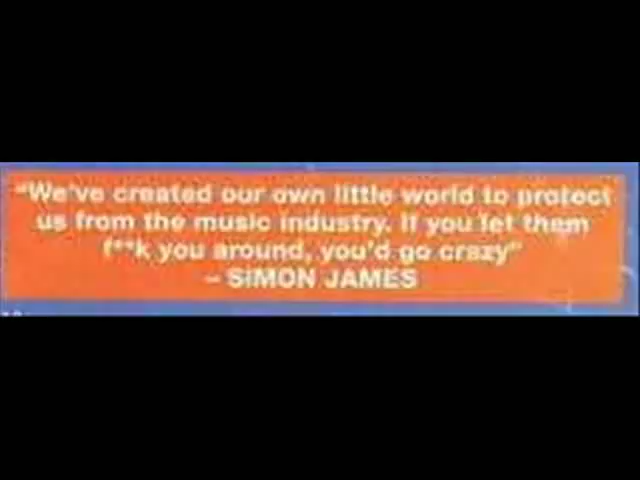 "We've created our own little world to protect
us from the music industry. If you let them
f**k you around, you'd go crazy"
– SIMON JAMES